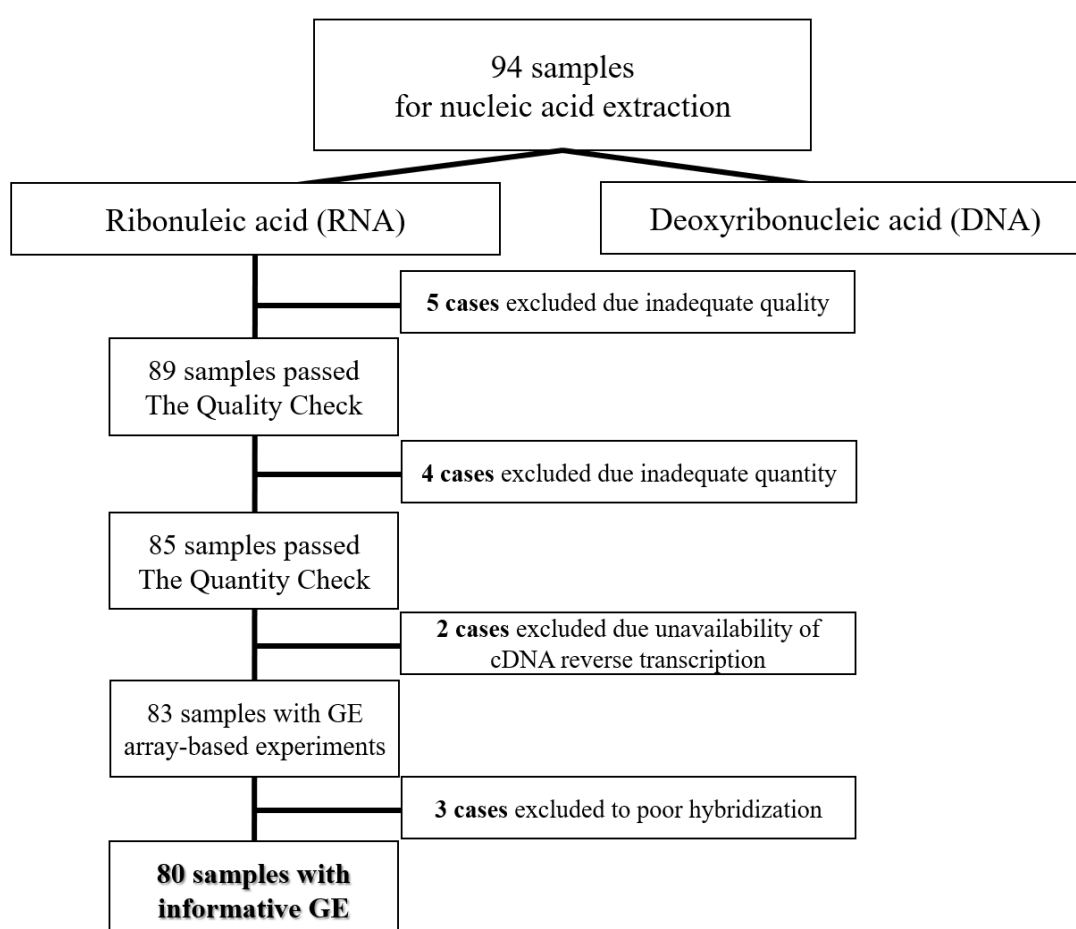 94 samples
for nucleic acid extraction
Ribonuleic acid (RNA)
Deoxyribonucleic acid (DNA)
5 cases excluded due inadequate quality
89 samples passed
The Quality Check
4 cases excluded due inadequate quantity
85 samples passed
The Quantity Check
2 cases excluded due unavailability of
cDNA reverse transcription
83 samples with GE
array-based experiments
3 cases excluded to poor hybridization
80 samples with
informative GE